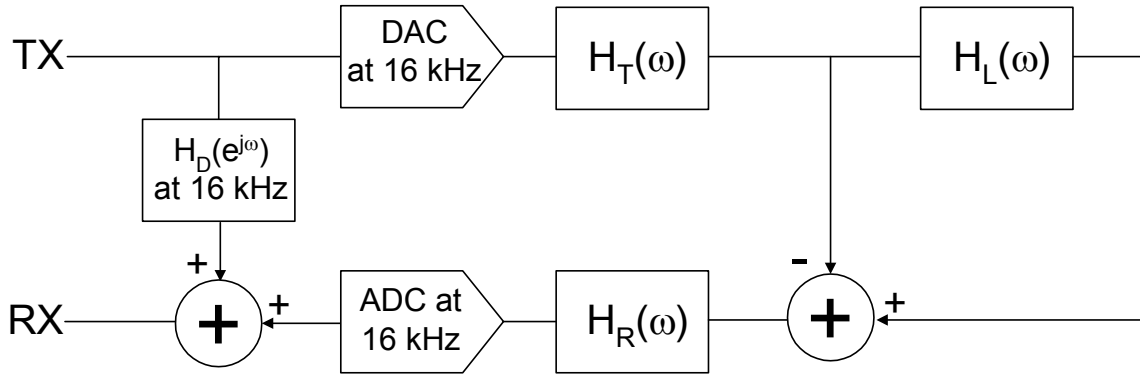 TX
DAC
at 16 kHz
H_T(ω)
H_L(ω)
H_D(e^{jω})
at 16 kHz
+
-
+
+
RX
+
ADC at
16 kHz
H_R(ω)
+